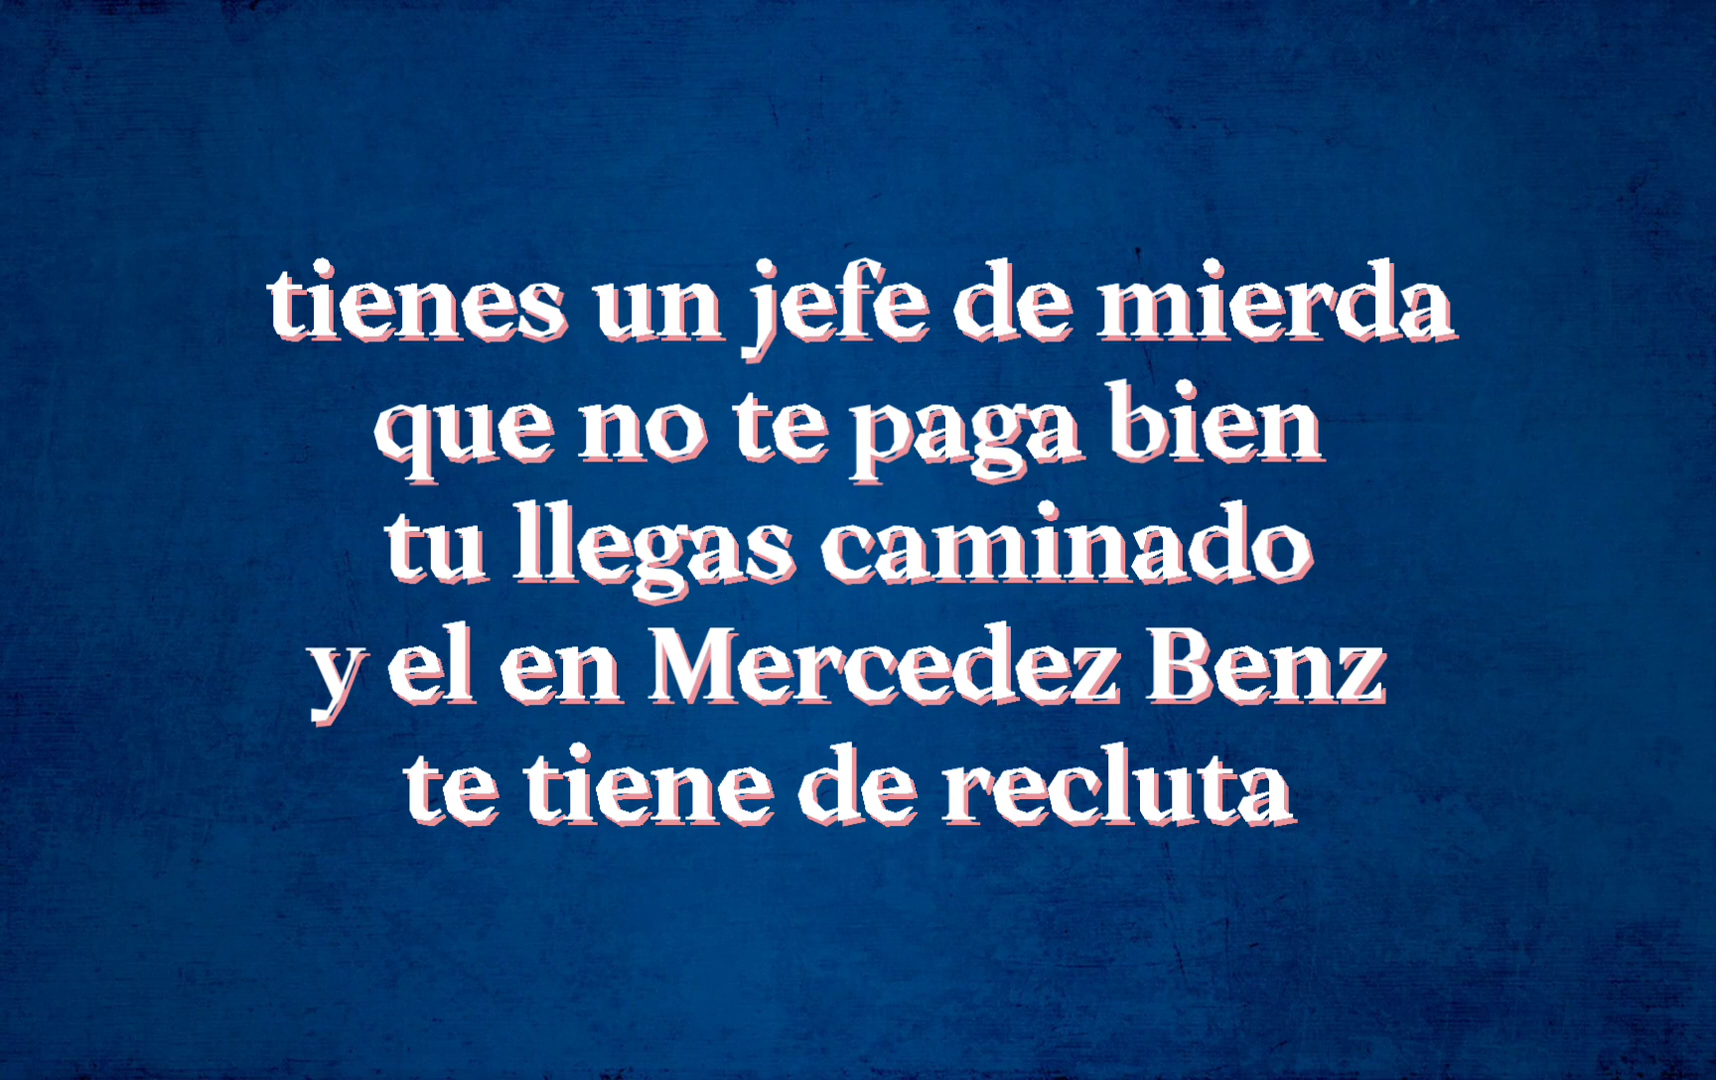 tienes un jefe de mierda
que no te paga bien
tu llegas caminado
y el en Mercedez Benz
te tiene de recluta